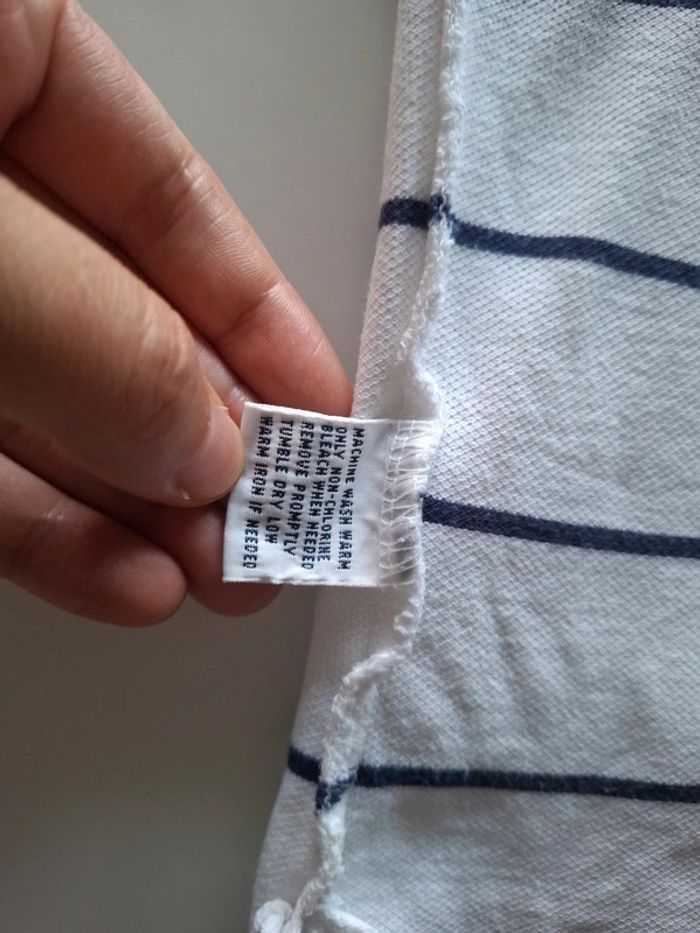 MACHINE WASH WARM
ONLY NON-CHLORINE
BLEACH WHEN NEEDED
REMOVE PROMPTLY
TUMBLE DRY LOW
WARM IRON IF NEEDED